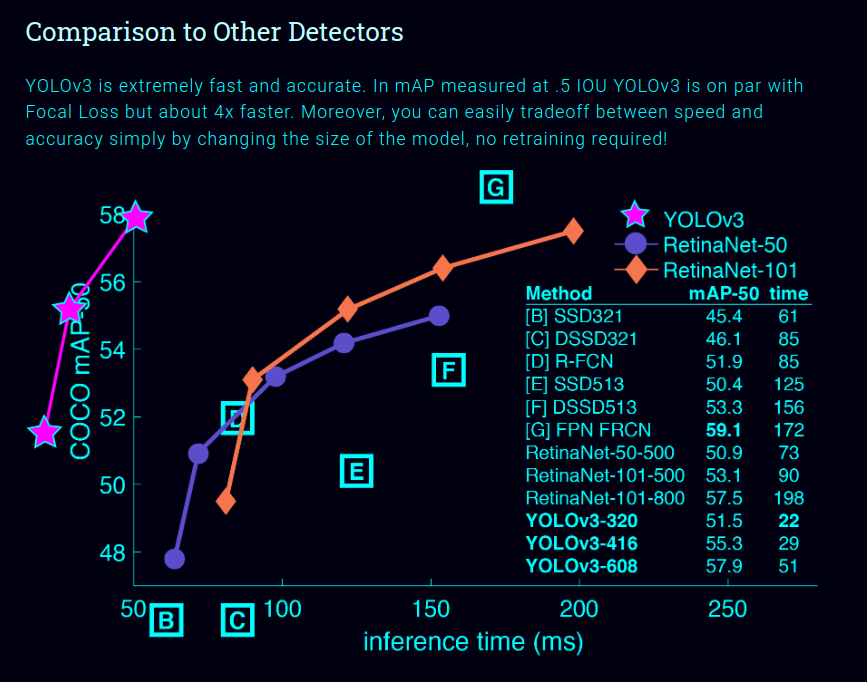 Comparison to Other Detectors
YOLOv3 is extremely fast and accurate. In mAP measured at .5 IOU YOLOv3 is on par with
Focal Loss but about 4x faster. Moreover, you can easily tradeoff between speed and
accuracy simply by changing the size of the model, no retraining required!
G
58
56
54
52
50
48
COCO mAP-50
D
F
E
YOLOv3
RetinaNet-50
RetinaNet-101
Method mAP-50 time
[B] SSD321 45.4 61
[C] DSSD321 46.1 85
[D] R-FCN 51.9 85
[E] SSD513 50.4 125
[F] DSSD513 53.3 156
[G] FPN FRCN 59.1 172
RetinaNet-50-500 50.9 73
RetinaNet-101-500 53.1 90
RetinaNet-101-800 57.5 198
YOLOv3-320 51.5 22
YOLOv3-416 55.3 29
YOLOv3-608 57.9 51
50 B C 100 150 200 250
inference time (ms)